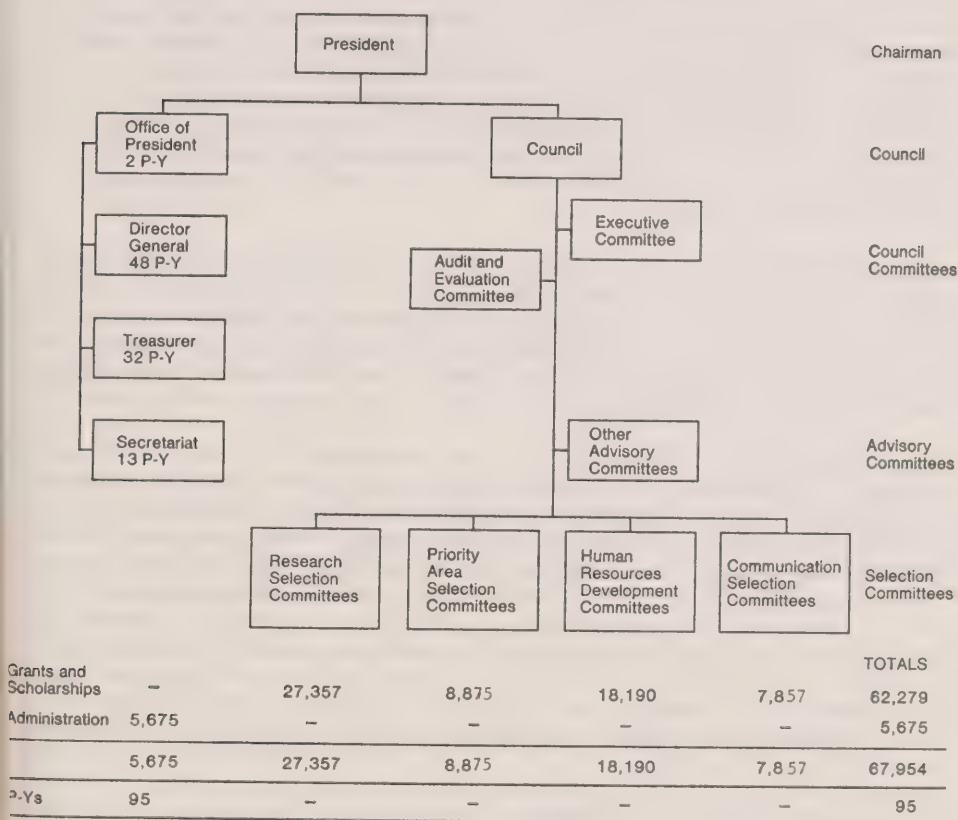 President
Chairman
Office of
President
2 P-Y
Council
Council
Director
General
48 P-Y
Executive
Committee
Audit and
Evaluation
Committee
Council
Committees
Treasurer
32 P-Y
Secretariat
13 P-Y
Other
Advisory
Committees
Advisory
Committees
Research
Selection
Committees
Priority
Area
Selection
Committees
Human
Resources
Development
Committees
Communication
Selection
Committees
Selection
Committees
TOTALS
Grants and
Scholarships – 27,357 8,875 18,190 7,857 62,279
Administration 5,675 – – – – 5,675
5,675 27,357 8,875 18,190 7,857 67,954
P-Ys 95 – – – – 95